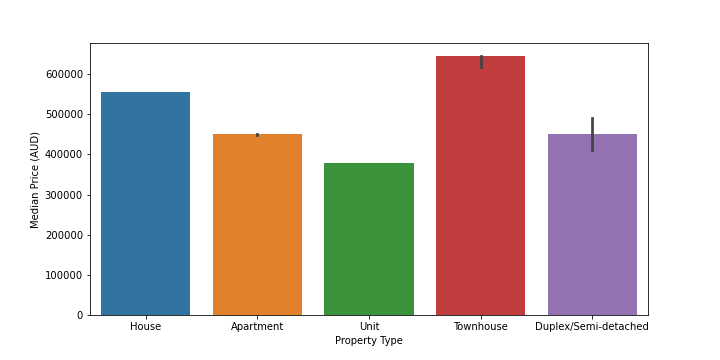 600000
500000
400000
300000
200000
100000
0
Median Price (AUD)
House Apartment Unit Townhouse Duplex/Semi-detached
Property Type